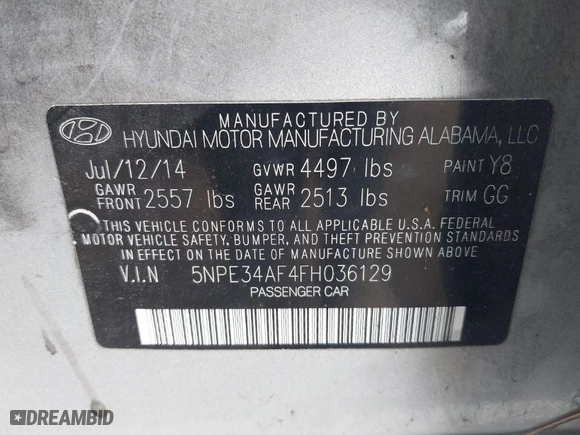 MANUFACTURED BY
HYUNDAI MOTOR MANUFACTURING ALABAMA, LLC
Jul/12/14 GVWR 4497 lbs PAINT Y8
GAWR FRONT 2557 lbs GAWR REAR 2513 lbs TRIM GG
THIS VEHICLE CONFORMS TO ALL APPLICABLE U.S.A. FEDERAL
MOTOR VEHICLE SAFETY, BUMPER, AND THEFT PREVENTION STANDARDS
IN EFFECT ON THE DATE OF MANUFACTURE SHOWN ABOVE
V.I.N 5NPE34AF4FH036129
PASSENGER CAR
DREAMBID